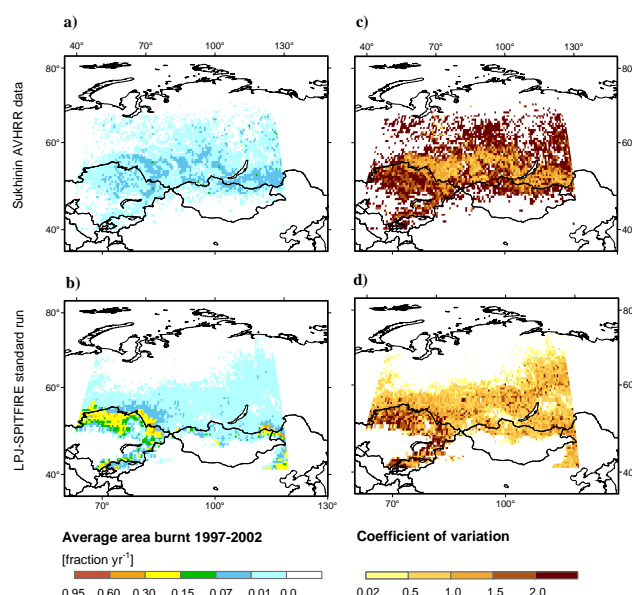 a)
c)
40° 70° 100° 130°
40° 70° 100° 130°
80°
60°
40°
80°
60°
40°
Sukhinin AVHRR data
b)
d)
80°
60°
40°
80°
60°
40°
LPJ-SPITFIRE standard run
70° 100° 130°
70° 100°
Average area burnt 1997-2002
Coefficient of variation
[fraction yr-1]
0.95 0.60 0.30 0.15 0.07 0.01 0.0
0.02 0.5 1.0 1.5 2.0